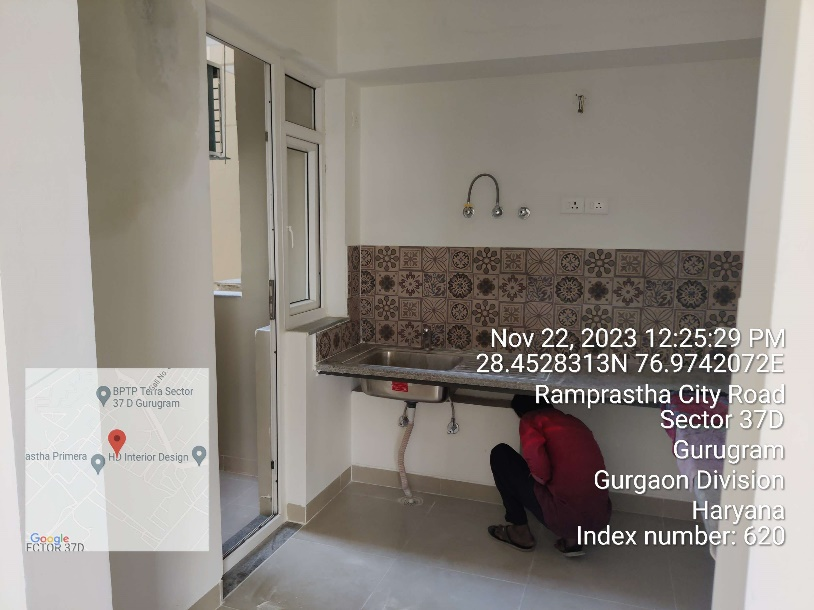 Nov 22, 2023 12:25:29 PM
28.4528313N 76.9742072E
Ramprastha City Road
Sector 37D
Gurugram
Gurgaon Division
Haryana
Index number: 620
BPTP Terra Sector
37 D Gurugram
astha Primera
HD Interior Design
Google
ECTOR 37D